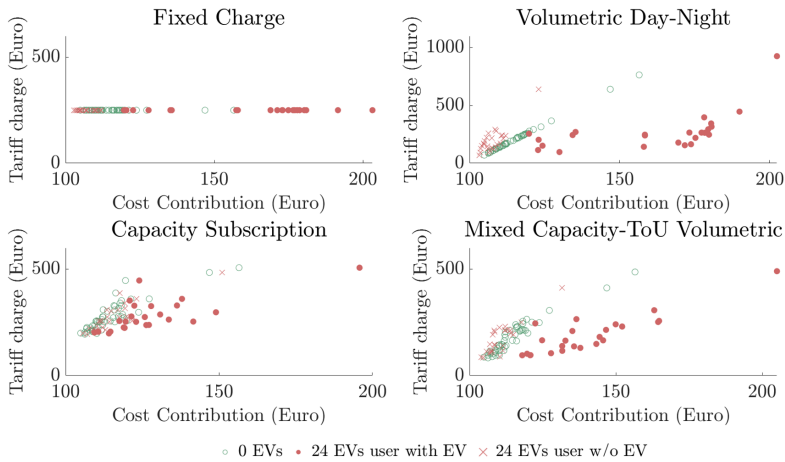 Fixed Charge
Tariff charge (Euro)
500
0
100
150
200
Cost Contribution (Euro)
Volumetric Day-Night
Tariff charge (Euro)
1000
500
0
100
150
200
Cost Contribution (Euro)
Capacity Subscription
Tariff charge (Euro)
500
0
100
150
200
Cost Contribution (Euro)
Mixed Capacity-ToU Volumetric
Tariff charge (Euro)
500
0
100
150
200
Cost Contribution (Euro)
0 EVs 24 EVs user with EV 24 EVs user w/o EV